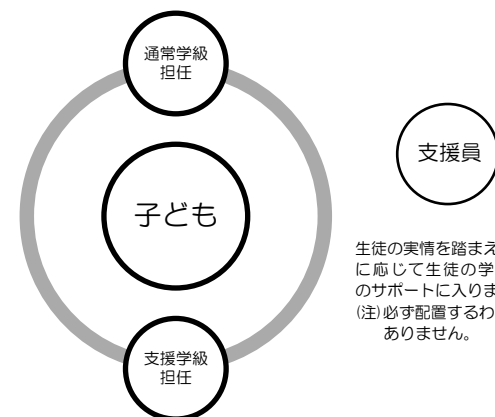 通常学級
担任
子ども
支援学級
担任
支援員
生徒の実情を踏まえ
に応じて生徒の学
のサポートに入りま
(注)必ず配置するわ
ありません。